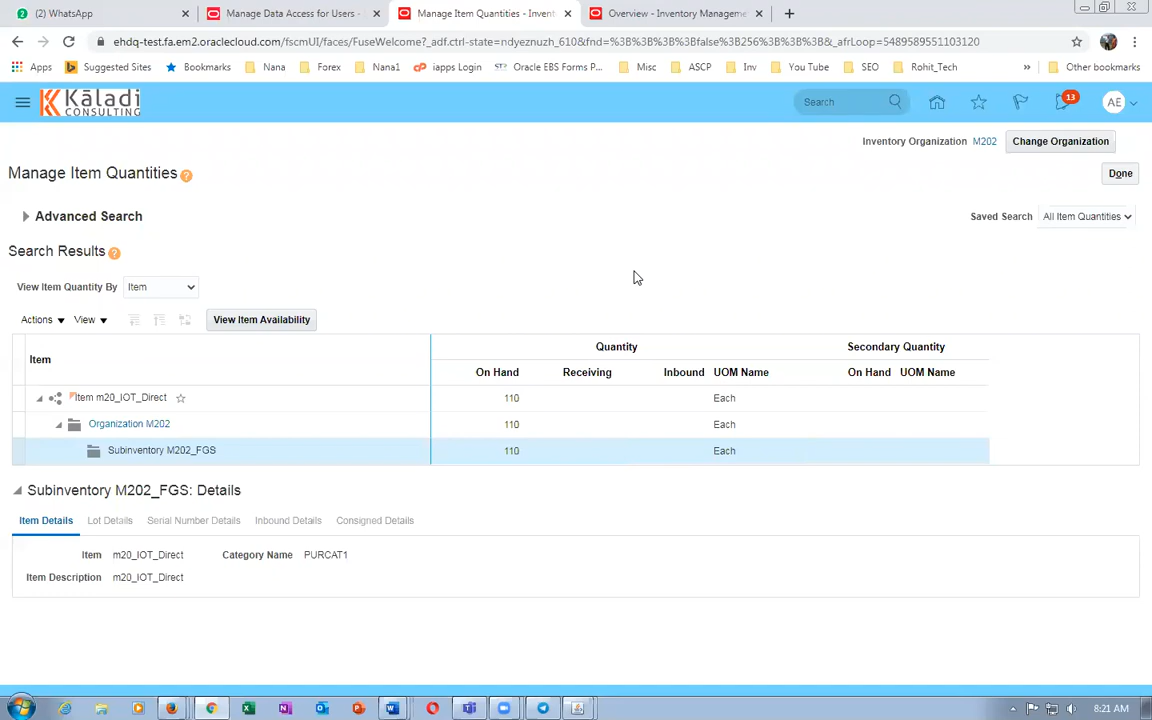 2 (1) WhatsApp × Manage Data Access for Users - × Manage Item Quantities - Invent × Overview - Inventory Manageme × +
ehdq-test.fa.em2.oraclecloud.com/fscmUI/faces/FuseWelcome?_adf.ctrl-state=ndyeznuzh_610&fnd=%3B%3B%3B%3Bfalse%3B256%3B%3B%3B&_afrLoop=5489589551103120
Apps Suggested Sites Bookmarks Nana Forex Nana1 iapps Login Oracle EBS Forms P... Misc ASCP Inv You Tube SEO Rohit_Tech » Other bookmarks
Kāladi
CONSULTING
Search 13 AE
Inventory Organization M202 Change Organization
Manage Item Quantities ? Done
Advanced Search Saved Search All Item Quantities
Search Results ?
View Item Quantity By Item
Actions View View Item Availability
Quantity Secondary Quantity
Item On Hand Receiving Inbound UOM Name On Hand UOM Name
Item m20_IOT_Direct 110 Each
Organization M202 110 Each
Subinventory M202_FGS 110 Each
Subinventory M202_FGS: Details
Item Details Lot Details Serial Number Details Inbound Details Consigned Details
Item m20_IOT_Direct Category Name PURCAT1
Item Description m20_IOT_Direct
8:21 AM